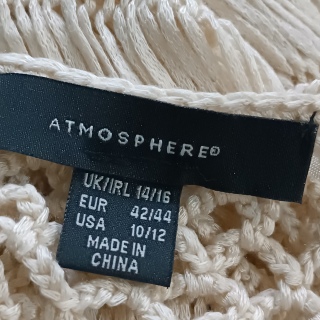 ATMOSPHERE®
UK/IRL 14/16
EUR 42/44
USA 10/12
MADE IN
CHINA